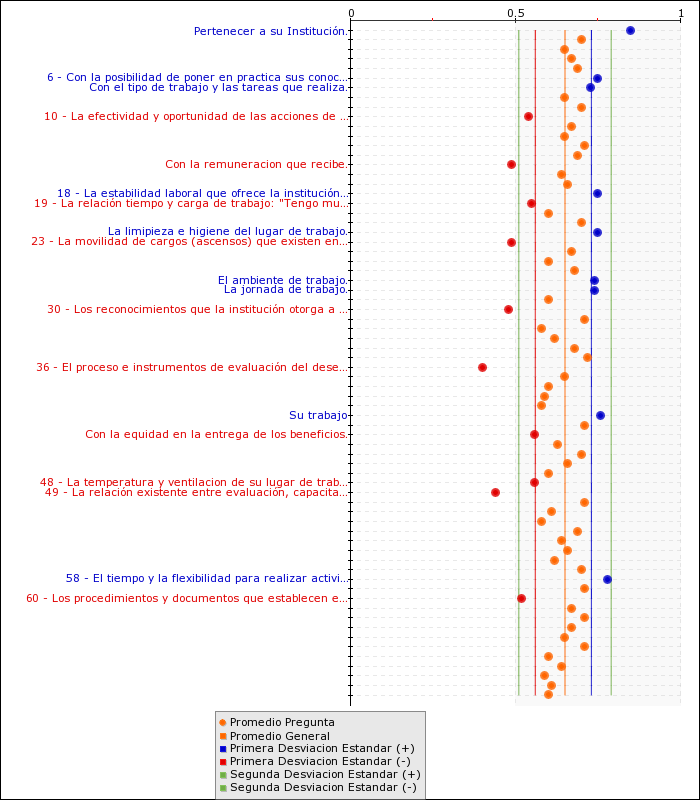 0
0.5
1
Pertenecer a su Institución.
6 - Con la posibilidad de poner en practica sus conoc...
Con el tipo de trabajo y las tareas que realiza.
10 - La efectividad y oportunidad de las acciones de ...
Con la remuneracion que recibe.
18 - La estabilidad laboral que ofrece la institución...
19 - La relación tiempo y carga de trabajo: "Tengo mu...
La limipieza e higiene del lugar de trabajo.
23 - La movilidad de cargos (ascensos) que existen en...
El ambiente de trabajo.
La jornada de trabajo.
30 - Los reconocimientos que la institución otorga a ...
36 - El proceso e instrumentos de evaluación del dese...
Su trabajo
Con la equidad en la entrega de los beneficios.
48 - La temperatura y ventilacion de su lugar de trab...
49 - La relación existente entre evaluación, capacita...
58 - El tiempo y la flexibilidad para realizar activi...
60 - Los procedimientos y documentos que establecen e...
Promedio Pregunta
Promedio General
Primera Desviacion Estandar (+)
Primera Desviacion Estandar (-)
Segunda Desviacion Estandar (+)
Segunda Desviacion Estandar (-)